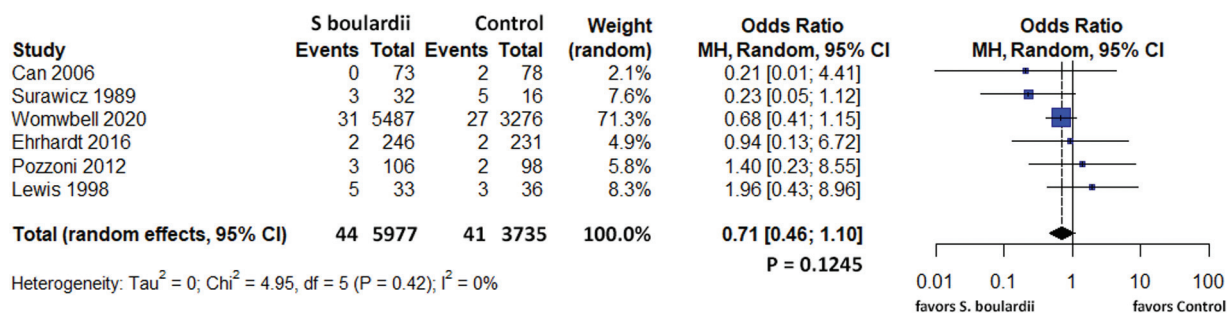 S boulardii Control Weight Odds Ratio Odds Ratio
Study Events Total Events Total (random) MH, Random, 95% CI MH, Random, 95% CI
Can 2006 0 73 2 78 2.1% 0.21 [0.01; 4.41]
Surawicz 1989 3 32 5 16 7.6% 0.23 [0.05; 1.12]
Womwbell 2020 31 5487 27 3276 71.3% 0.68 [0.41; 1.15]
Ehrhardt 2016 2 246 2 231 4.9% 0.94 [0.13; 6.72]
Pozzoni 2012 3 106 2 98 5.8% 1.40 [0.23; 8.55]
Lewis 1998 5 33 3 36 8.3% 1.96 [0.43; 8.96]
Total (random effects, 95% CI) 44 5977 41 3735 100.0% 0.71 [0.46; 1.10]
P = 0.1245
Heterogeneity: Tau² = 0; Chi² = 4.95, df = 5 (P = 0.42); I² = 0%
0.01 0.1 1 10 100
favors S. boulardii favors Control